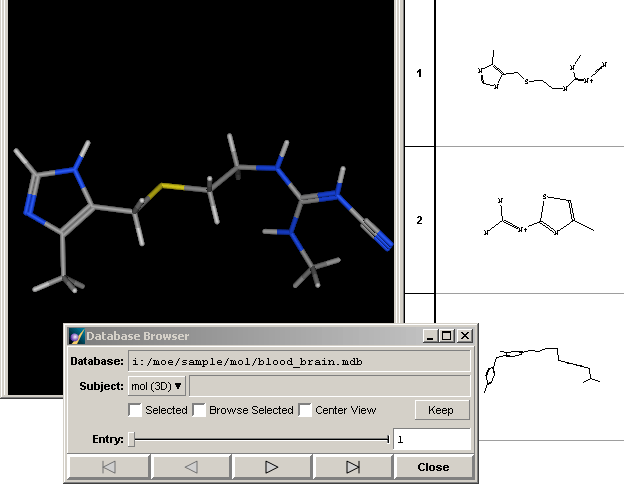 1
2
N
N
S
N
N
N+
N
N
N
N+
S
N
Database Browser
Database: i:/moe/sample/mol/blood_brain.mdb
Subject: mol (3D)
Selected Browse Selected Center View Keep
Entry: 1
Close